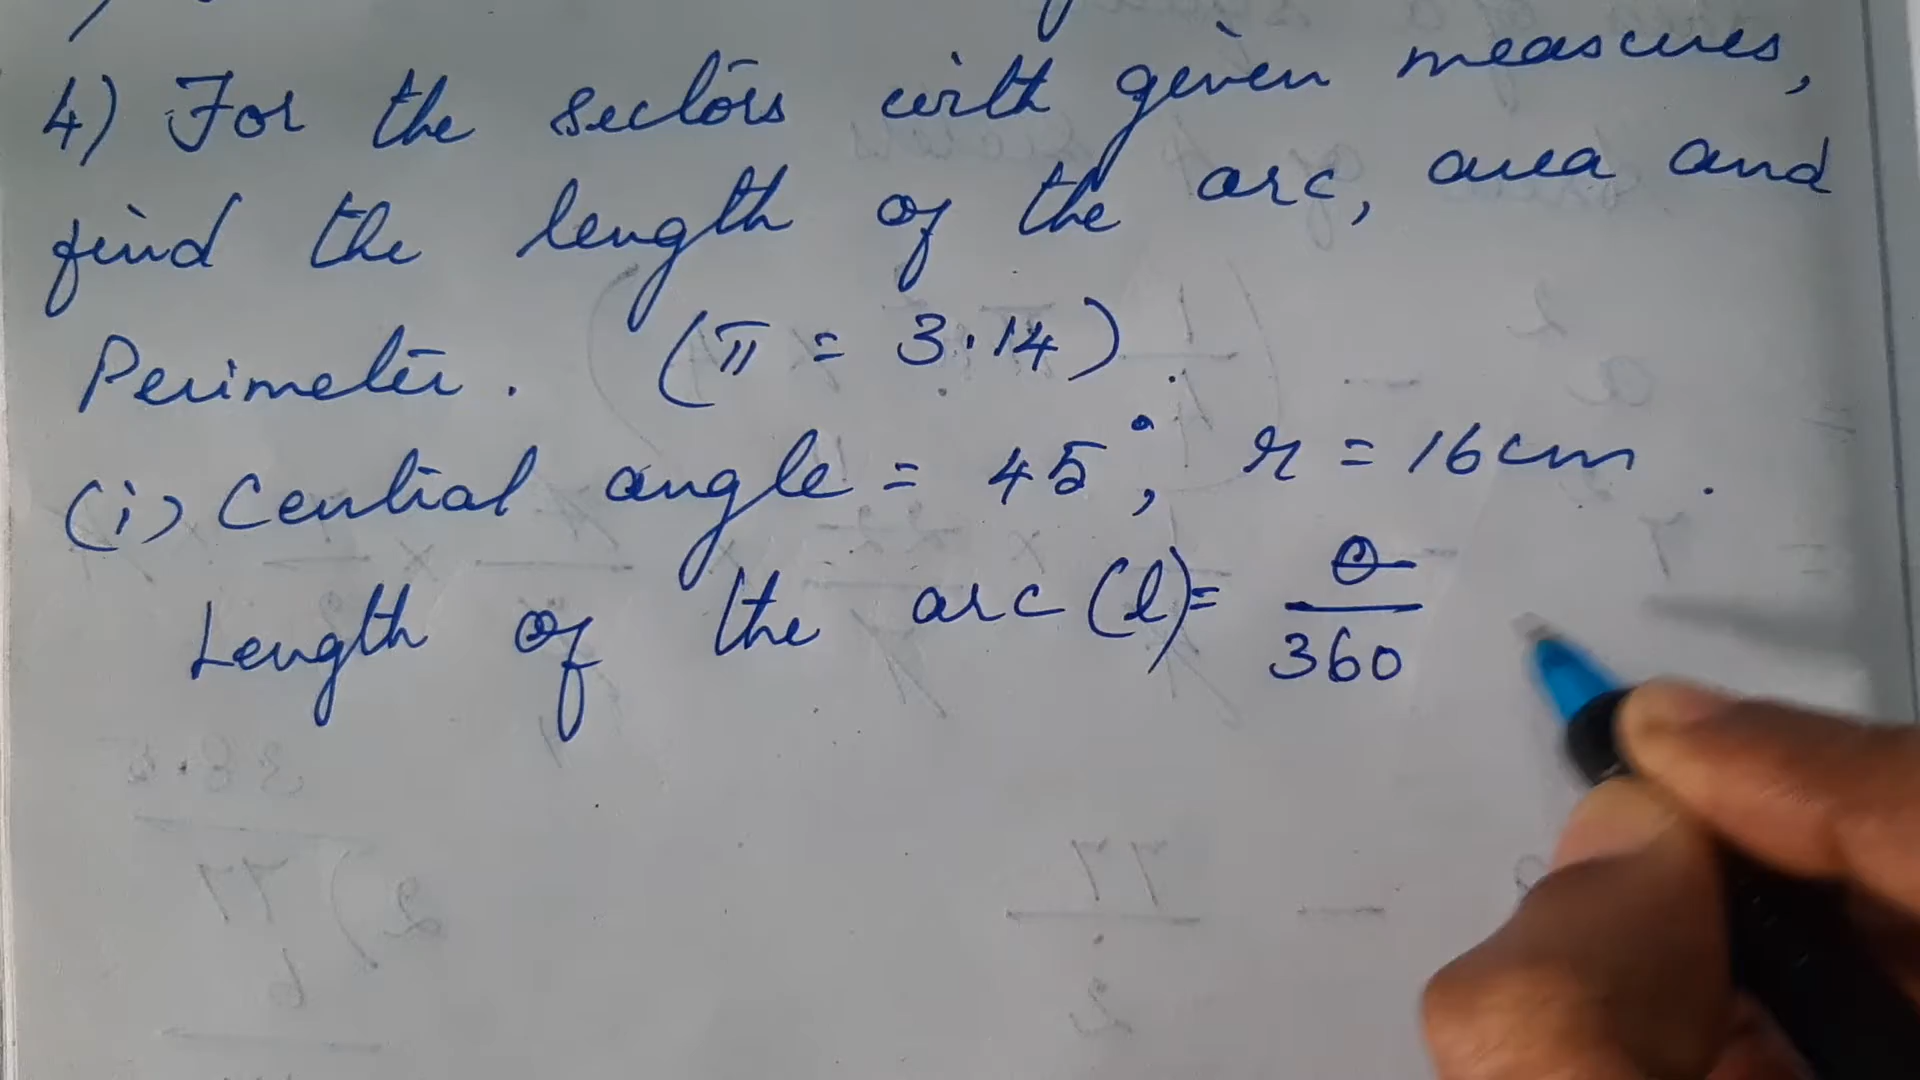 4) For the sectors with given measures,
find the length of the arc, area and
Perimeter. (π = 3.14).
(i) Central angle = 45°, r = 16cm.
Length of the arc (l) = θ/360